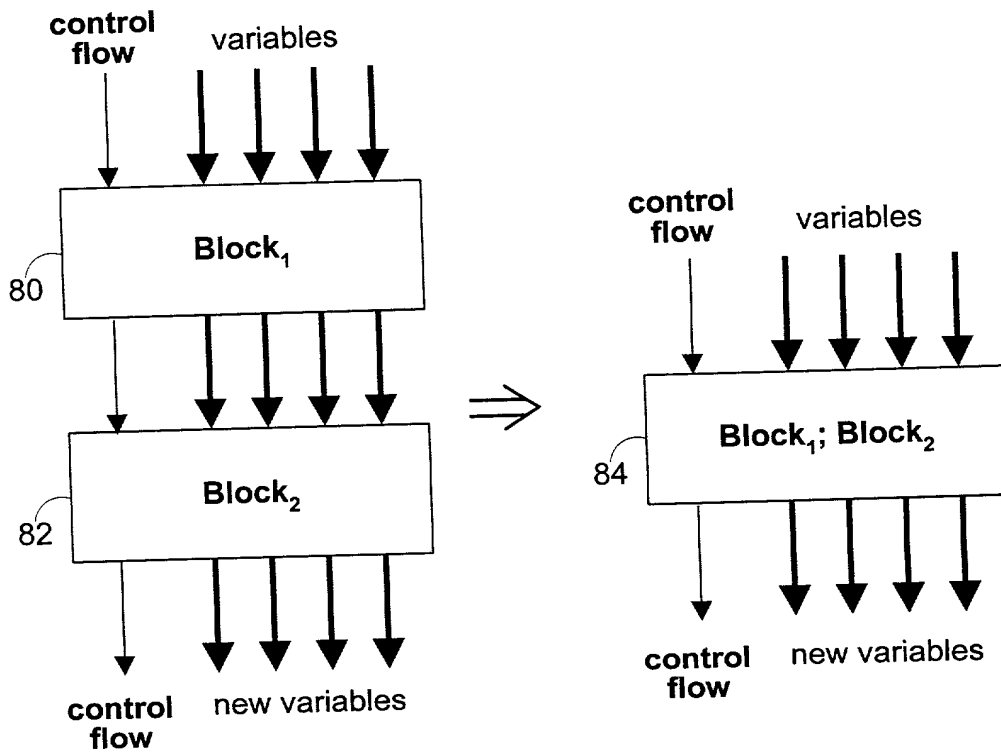 control
flow
variables
Block₁
80
Block₂
82
control
flow
new variables
control
flow
variables
Block₁; Block₂
84
control
flow
new variables